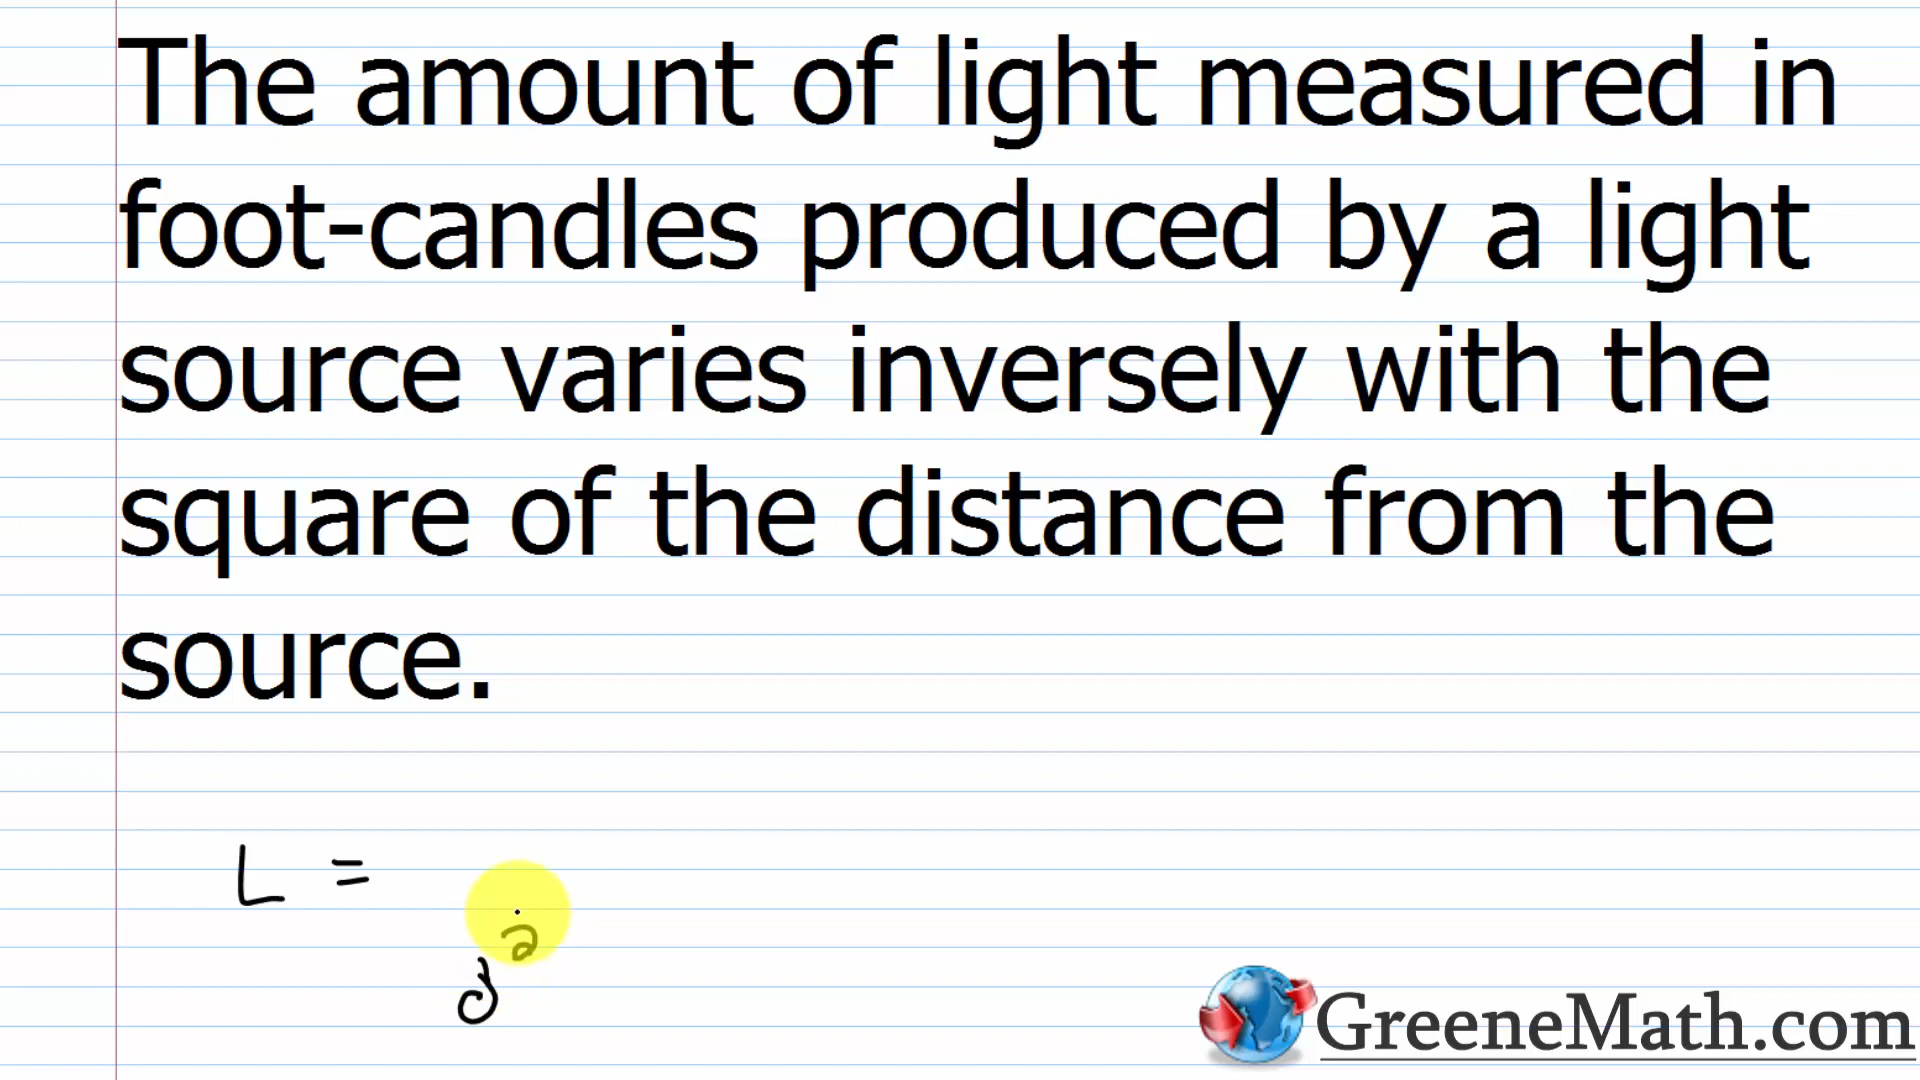 The amount of light measured in
foot-candles produced by a light
source varies inversely with the
square of the distance from the
source.
L =
d²
GreeneMath.com